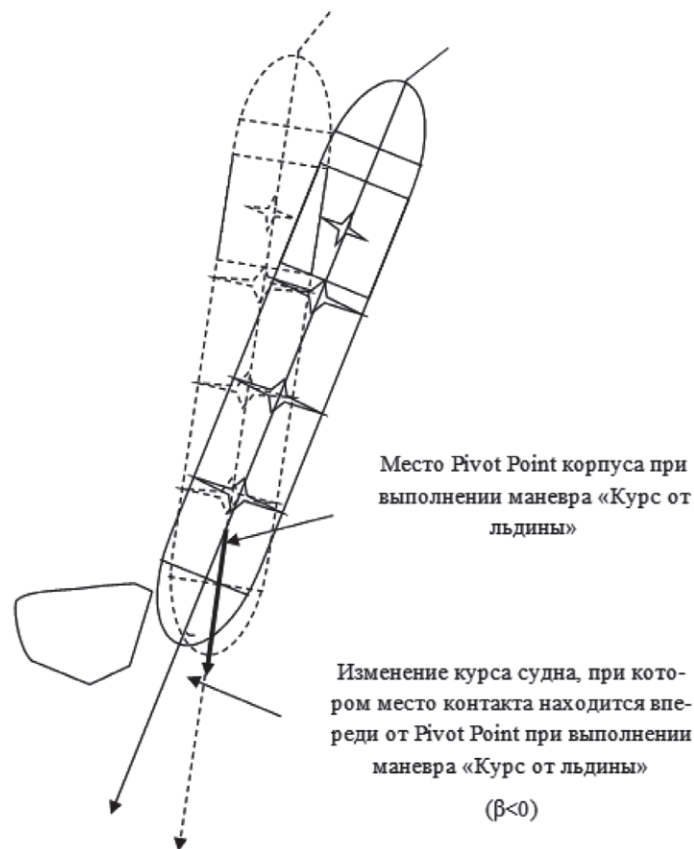 Место Pivot Point корпуса при
выполнении маневра «Курс от
льдины»
Изменение курса судна, при кото-
ром место контакта находится впе-
реди от Pivot Point при выполнении
маневра «Курс от льдины»
(β<0)